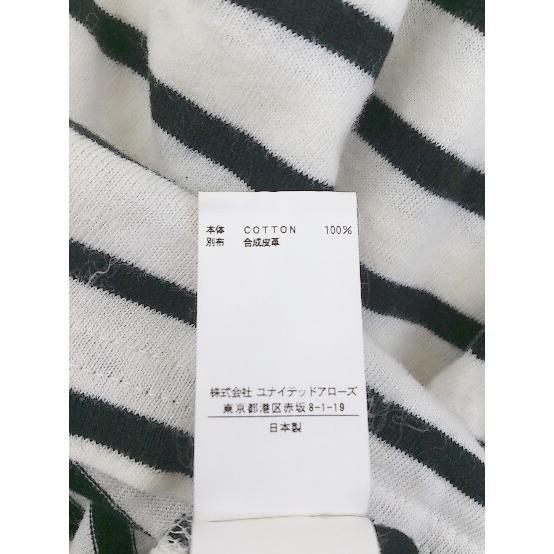 本体 COTTON 100%
別布 合成皮革
株式会社 ユナイテッドアローズ
東京都港区赤坂8-1-19
日本製